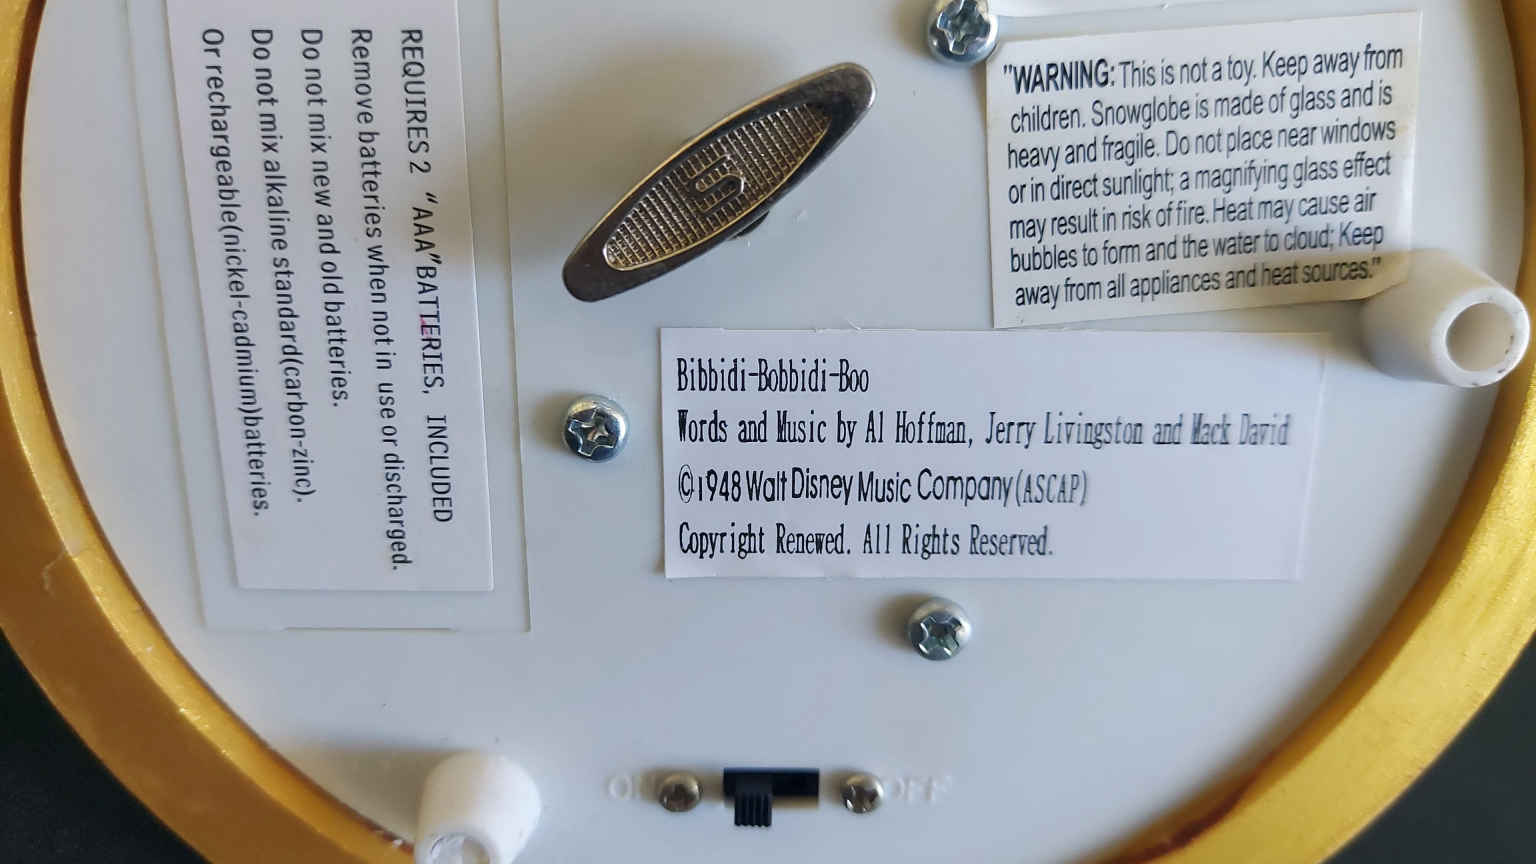 REQUIRES 2 “AAA”BATTERIES, INCLUDED
Remove batteries when not in use or discharged.
Do not mix new and old batteries.
Do not mix alkaline standard(carbon-zinc).
Or rechargeable(nickel-cadmium)batteries.
"WARNING: This is not a toy. Keep away from
children. Snowglobe is made of glass and is
heavy and fragile. Do not place near windows
or in direct sunlight; a magnifying glass effect
may result in risk of fire. Heat may cause air
bubbles to form and the water to cloud; Keep
away from all appliances and heat sources."
Bibbidi-Bobbidi-Boo
Words and Music by Al Hoffman, Jerry Livingston and Mack David
©1948 Walt Disney Music Company(ASCAP)
Copyright Renewed. All Rights Reserved.
OFF